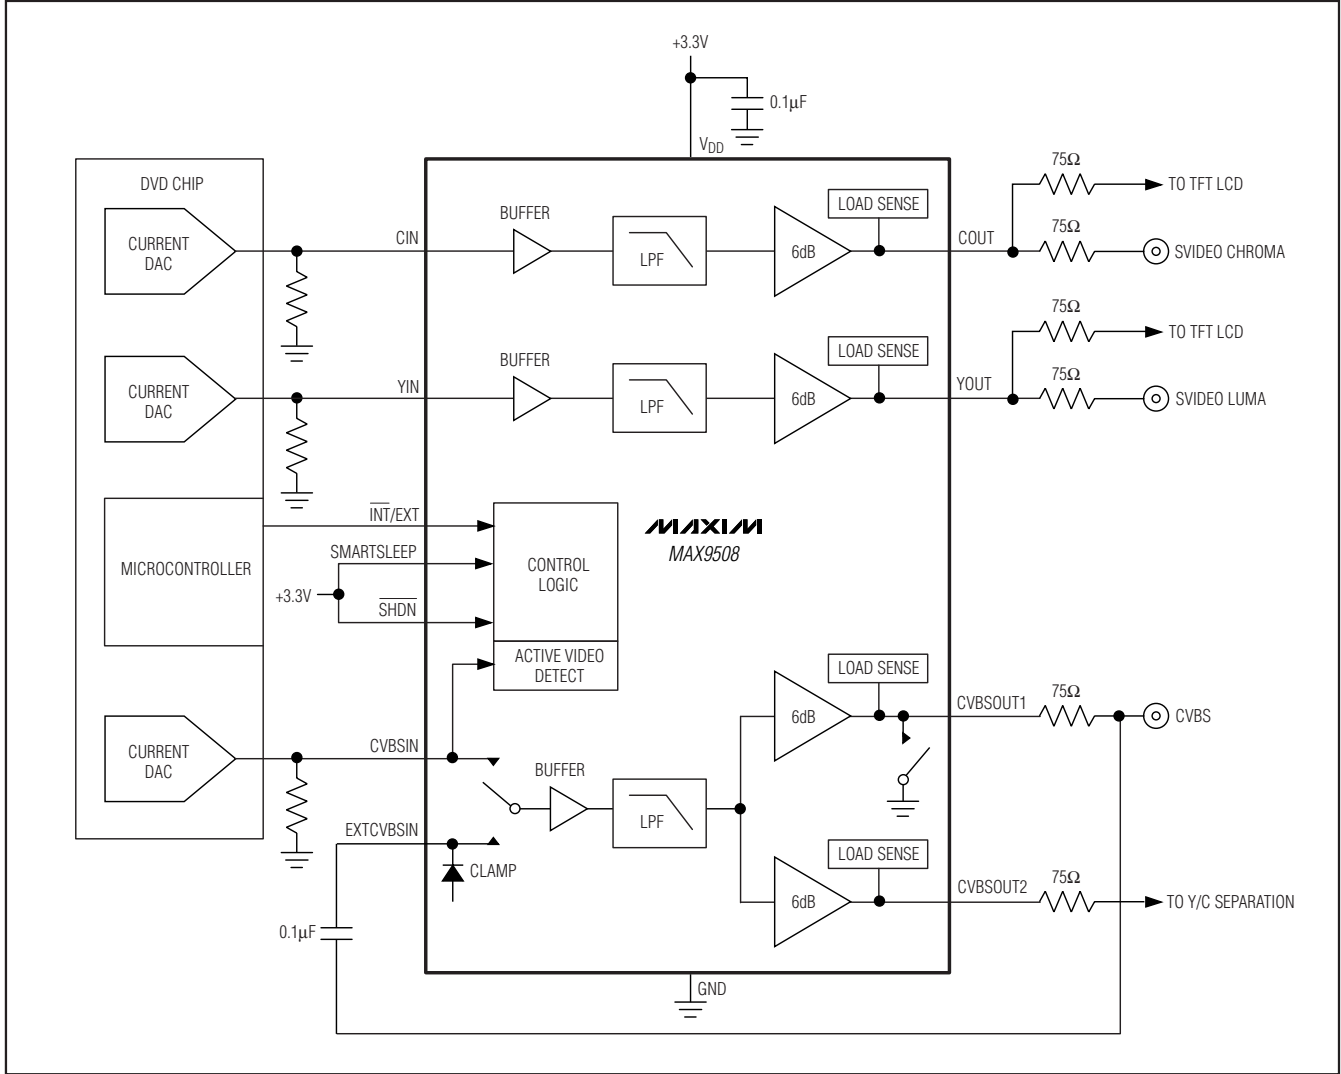 +3.3V
0.1µF
VDD
DVD CHIP
CURRENT
DAC
CIN
BUFFER
LPF
6dB
LOAD SENSE
COUT
75Ω
TO TFT LCD
75Ω
SVIDEO CHROMA
CURRENT
DAC
YIN
BUFFER
LPF
6dB
LOAD SENSE
YOUT
75Ω
TO TFT LCD
75Ω
SVIDEO LUMA
MICROCONTROLLER
INT/EXT
SMARTSLEEP
+3.3V
SHDN
CONTROL
LOGIC
ACTIVE VIDEO
DETECT
MAXIM
MAX9508
CURRENT
DAC
CVBSIN
BUFFER
LPF
EXTCVBSIN
CLAMP
0.1µF
6dB
LOAD SENSE
CVBSOUT1
75Ω
CVBS
6dB
LOAD SENSE
CVBSOUT2
75Ω
TO Y/C SEPARATION
GND